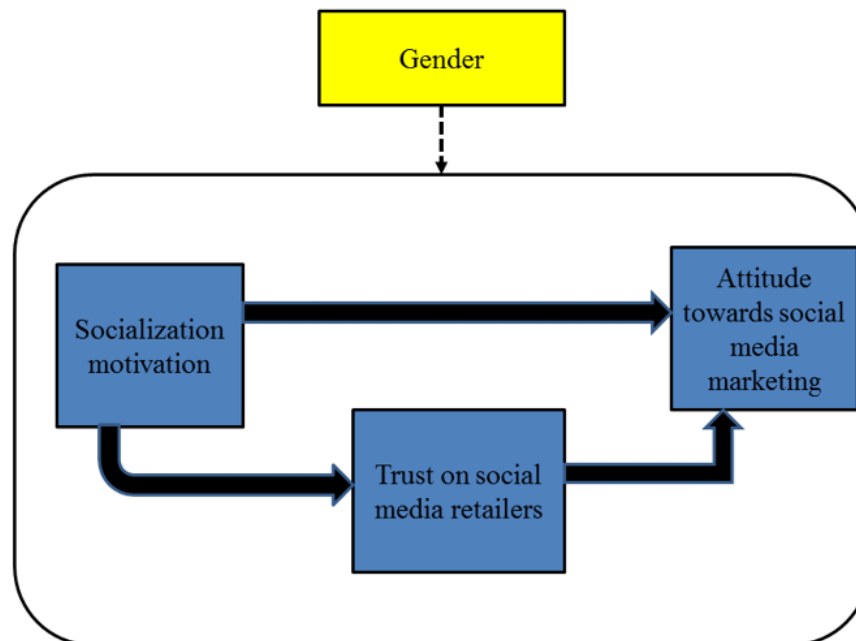 Gender
Socialization
motivation
Attitude
towards social
media
marketing
Trust on social
media retailers